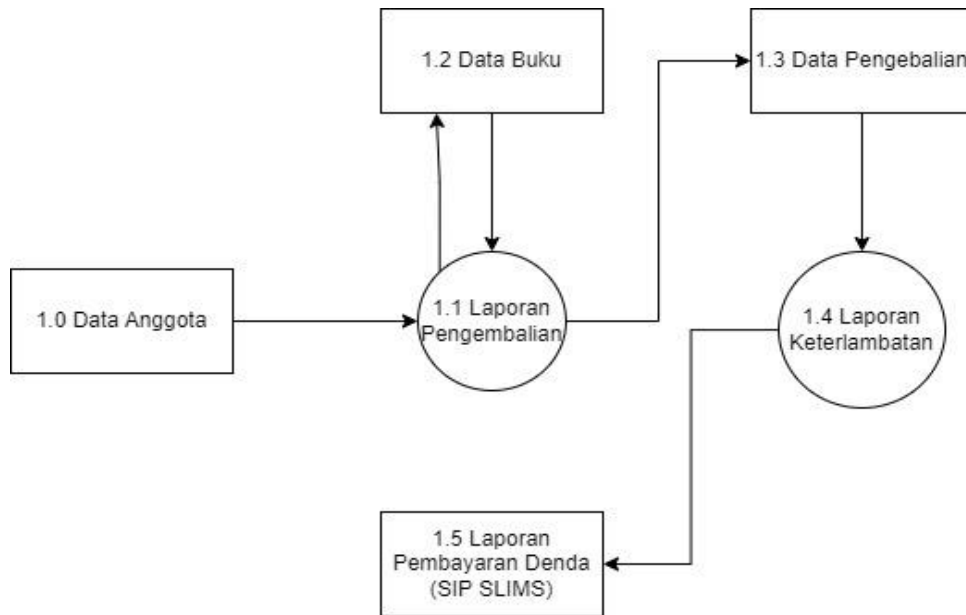 1.2 Data Buku
1.3 Data Pengebalian
1.0 Data Anggota
1.1 Laporan
Pengembalian
1.4 Laporan
Keterlambatan
1.5 Laporan
Pembayaran Denda
(SIP SLIMS)